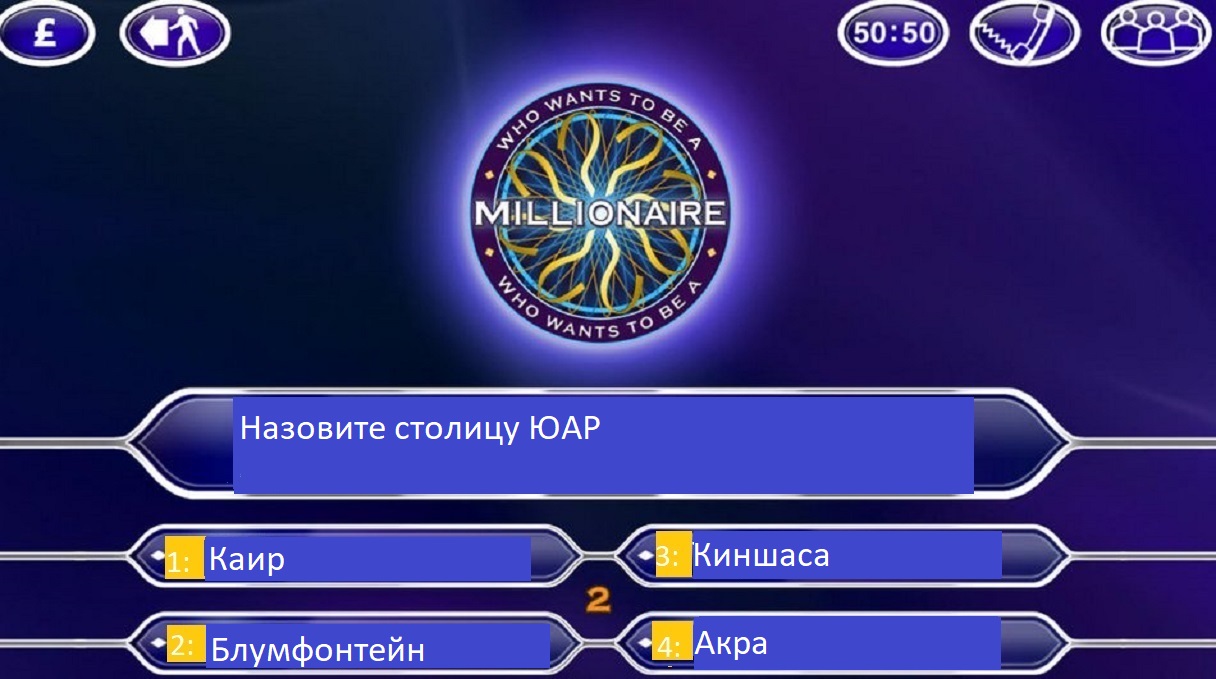 £
50:50
WHO WANTS TO BE A
MILLIONAIRE
WHO WANTS TO BE A
Назовите столицу ЮАР
1: Каир
3: Киншаса
2
2: Блумфонтейн
4: Акра